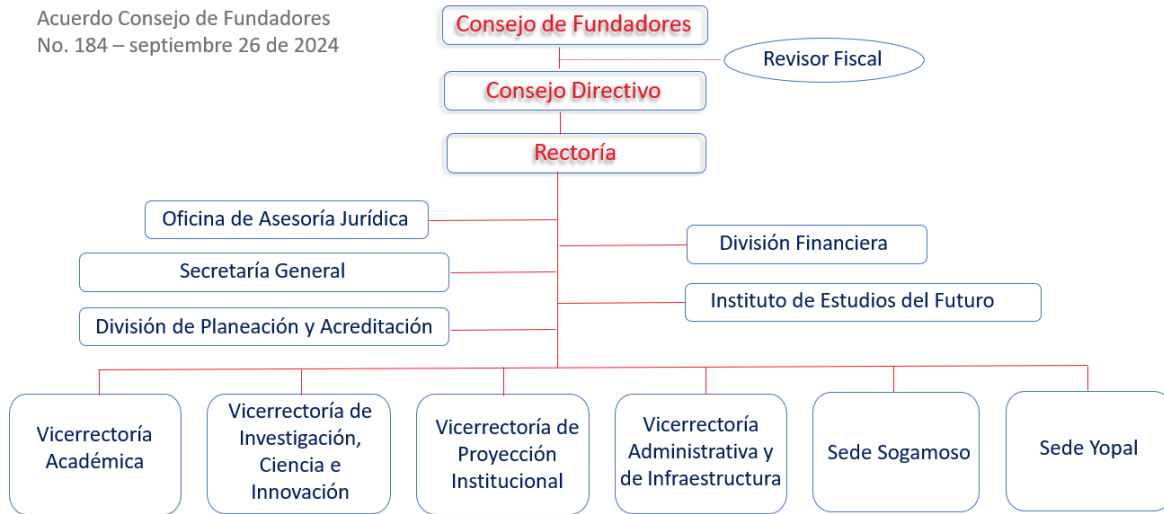 Acuerdo Consejo de Fundadores
No. 184 – septiembre 26 de 2024
Consejo de Fundadores
Revisor Fiscal
Consejo Directivo
Rectoría
Oficina de Asesoría Jurídica
División Financiera
Secretaría General
Instituto de Estudios del Futuro
División de Planeación y Acreditación
Vicerrectoría
Académica
Vicerrectoría de
Investigación,
Ciencia e
Innovación
Vicerrectoría de
Proyección
Institucional
Vicerrectoría
Administrativa y
de Infraestructura
Sede Sogamoso
Sede Yopal